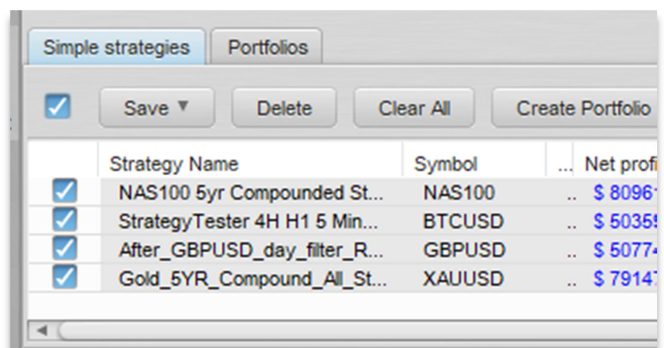 Simple strategies Portfolios
Save Delete Clear All Create Portfolio
Strategy Name Symbol ... Net profi
NAS100 5yr Compounded St... NAS100 .. $ 80961
StrategyTester 4H H1 5 Min... BTCUSD .. $ 50355
After_GBPUSD_day_filter_R... GBPUSD .. $ 50774
Gold_5YR_Compound_All_St... XAUUSD .. $ 79147